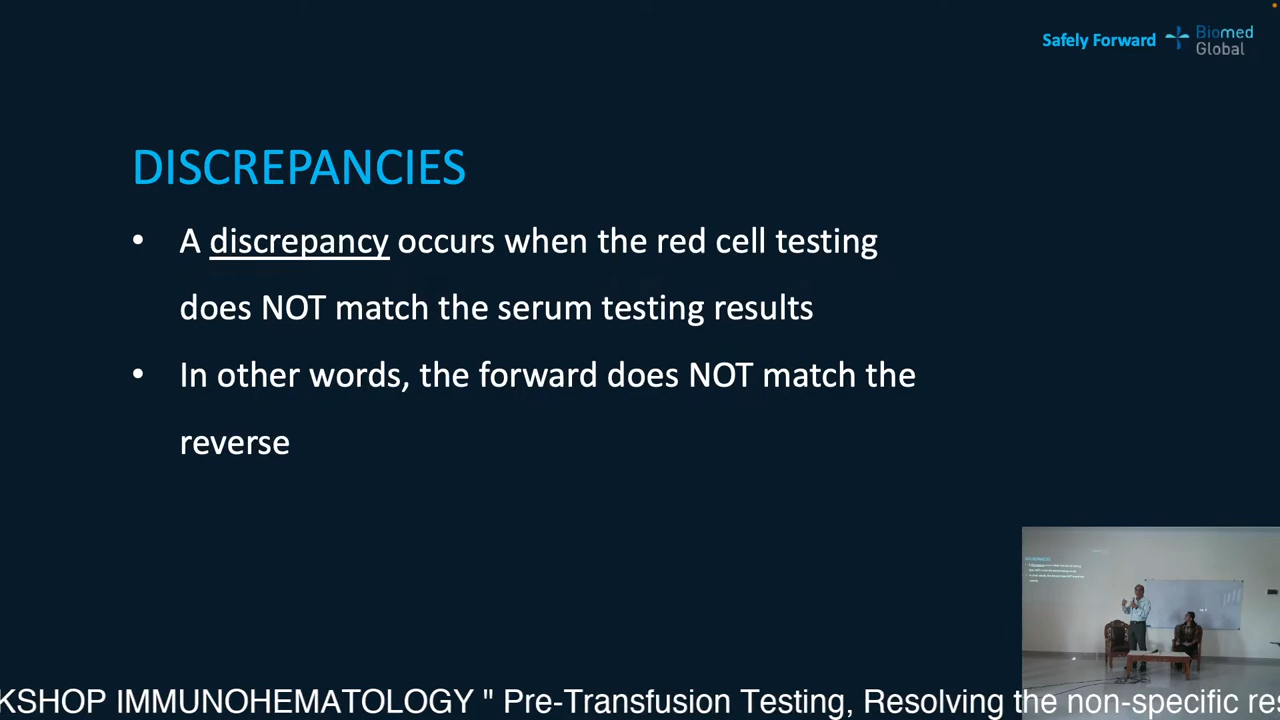 Safely Forward
Biomed
Global
DISCREPANCIES
• A discrepancy occurs when the red cell testing
does NOT match the serum testing results
• In other words, the forward does NOT match the
reverse
KSHOP IMMUNOHEMATOLOGY " Pre-Transfusion Testing, Resolving the non-specific res